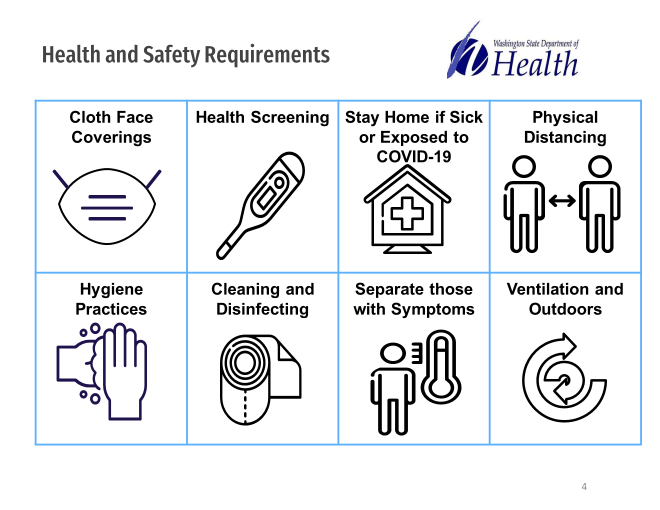 Health and Safety Requirements
Washington State Department of
Health
Cloth Face
Coverings
Health Screening
Stay Home if Sick
or Exposed to
COVID-19
Physical
Distancing
Hygiene
Practices
Cleaning and
Disinfecting
Separate those
with Symptoms
Ventilation and
Outdoors
4